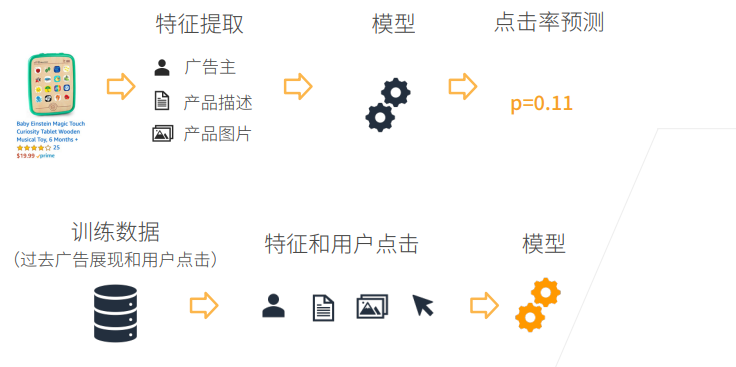 特征提取
模型
点击率预测
广告主
产品描述
产品图片
p=0.11
Baby Einstein Magic Touch
Curiosity Tablet Wooden
Musical Toy, 6 Months +
25
$19.99 prime
训练数据
（过去广告展现和用户点击）
特征和用户点击
模型